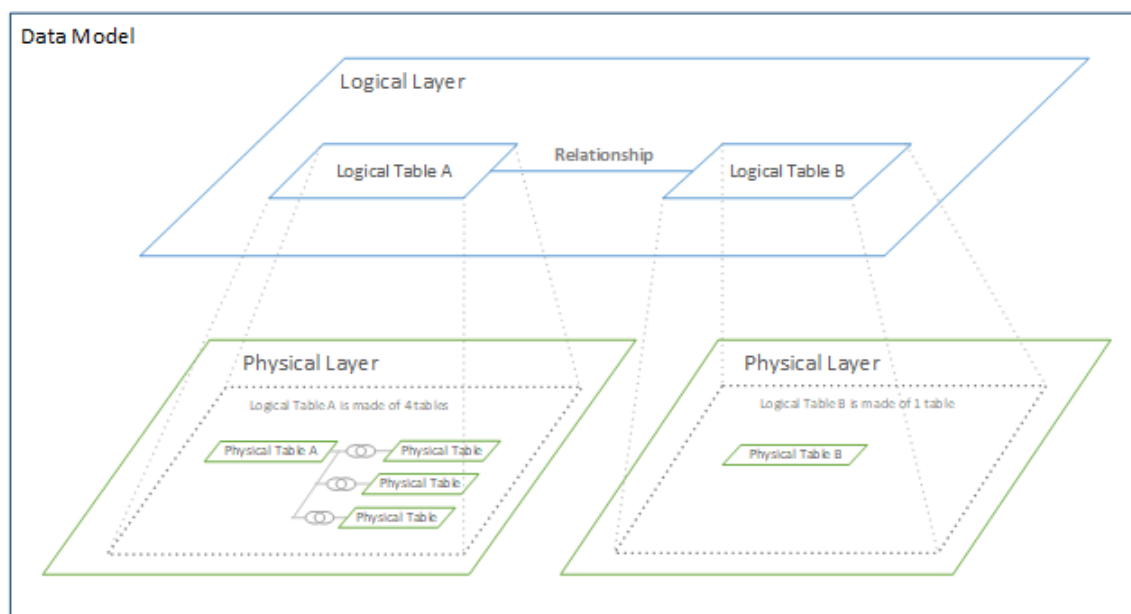 Data Model
Logical Layer
Logical Table A
Relationship
Logical Table B
Physical Layer
Logical Table A is made of 4 tables
Physical Table A
Physical Table
Physical Table
Physical Table
Physical Layer
Logical Table B is made of 1 table
Physical Table B